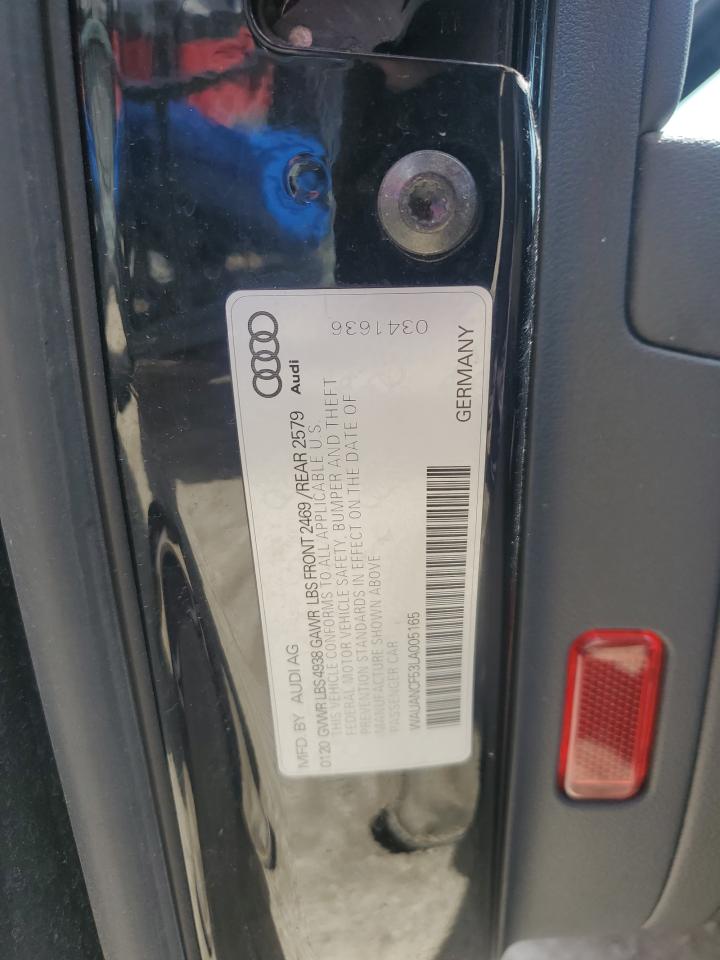 MFD. BY AUDI AG
Audi
0120 GVWR LBS 4938 GAWR LBS FRONT 2469 / REAR 2579
THIS VEHICLE CONFORMS TO ALL APPLICABLE U.S
FEDERAL MOTOR VEHICLE SAFETY, BUMPER AND THEFT
PREVENTION STANDARDS IN EFFECT ON THE DATE OF
MANUFACTURE SHOWN ABOVE
PASSENGER CAR
WAUANCF53LA005165
GERMANY
0341636